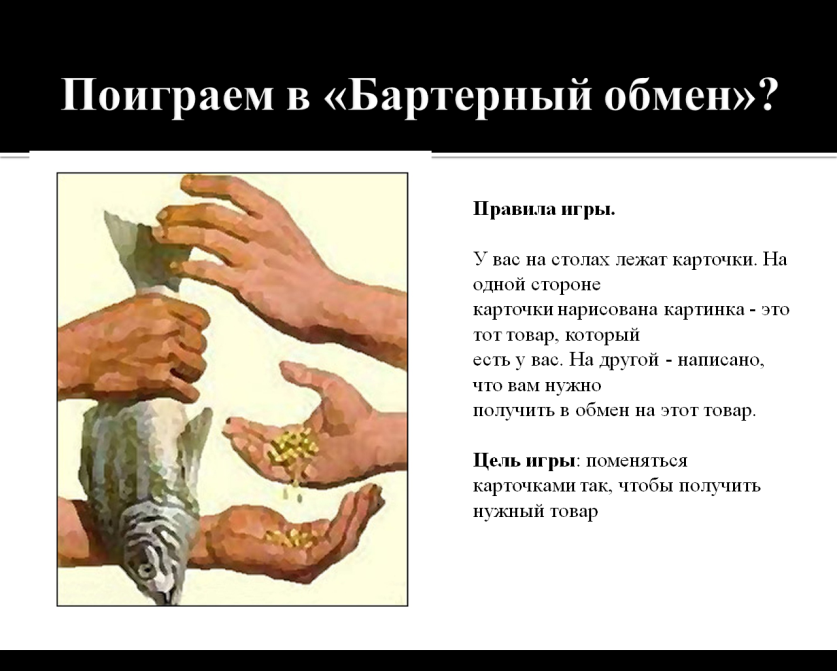 Поиграем в «Бартерный обмен»?
Правила игры.
У вас на столах лежат карточки. На
одной стороне
карточки нарисована картинка - это
тот товар, который
есть у вас. На другой - написано,
что вам нужно
получить в обмен на этот товар.
Цель игры: поменяться
карточками так, чтобы получить
нужный товар